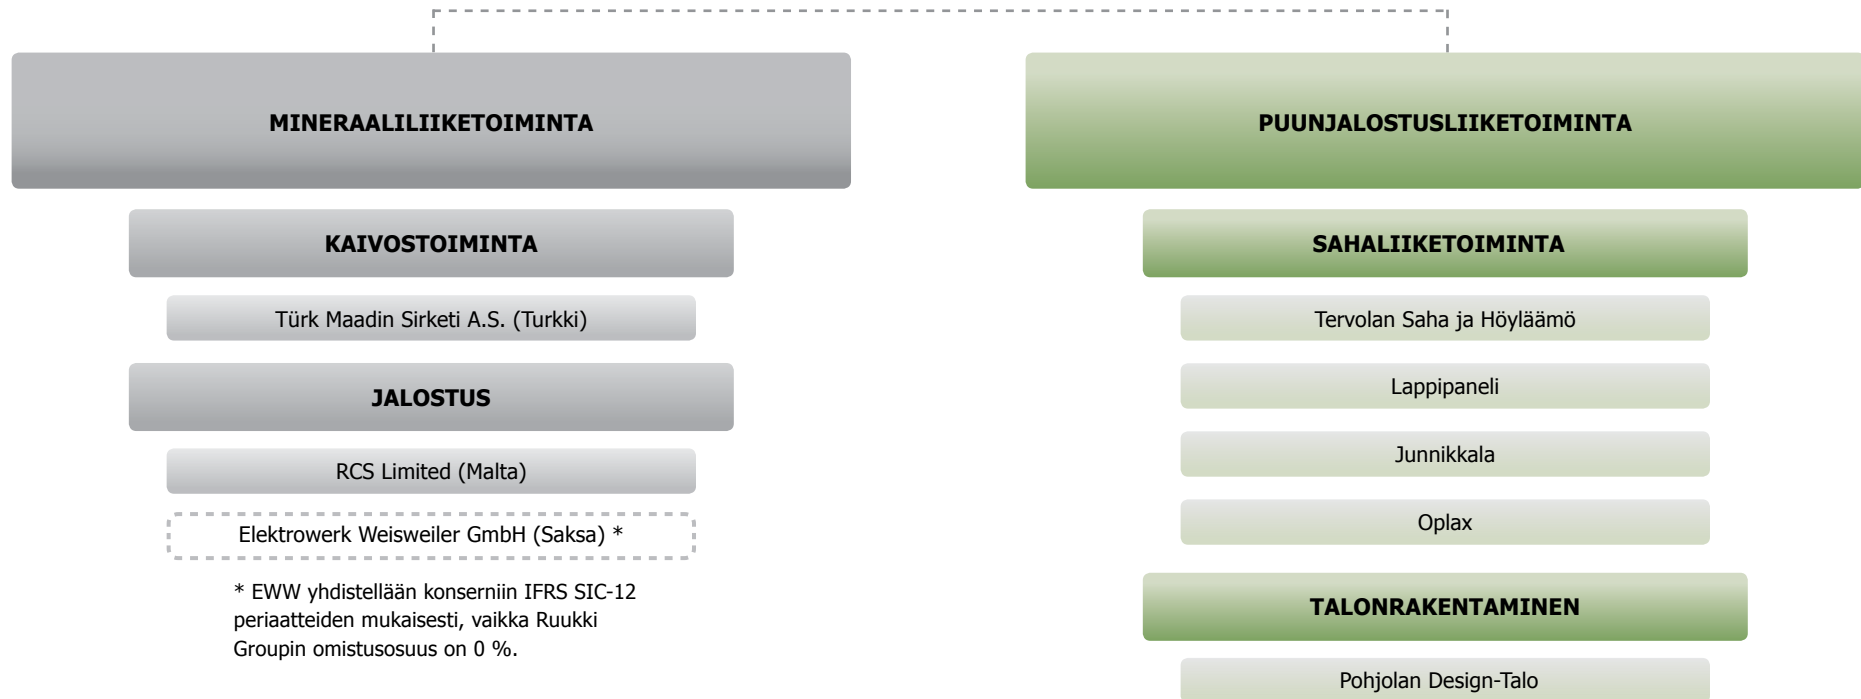 MINERAALILIIKETOIMINTA
KAIVOSTOIMINTA
Türk Maadin Sirketi A.S. (Turkki)
JALOSTUS
RCS Limited (Malta)
Elektrowerk Weisweiler GmbH (Saksa) *
* EWW yhdistellään konserniin IFRS SIC-12
periaatteiden mukaisesti, vaikka Ruukki
Groupin omistusosuus on 0 %.
PUUNJALOSTUSLIIKETOIMINTA
SAHALIIKETOIMINTA
Tervolan Saha ja Höyläämö
Lappipaneli
Junnikkala
Oplax
TALONRAKENTAMINEN
Pohjolan Design-Talo